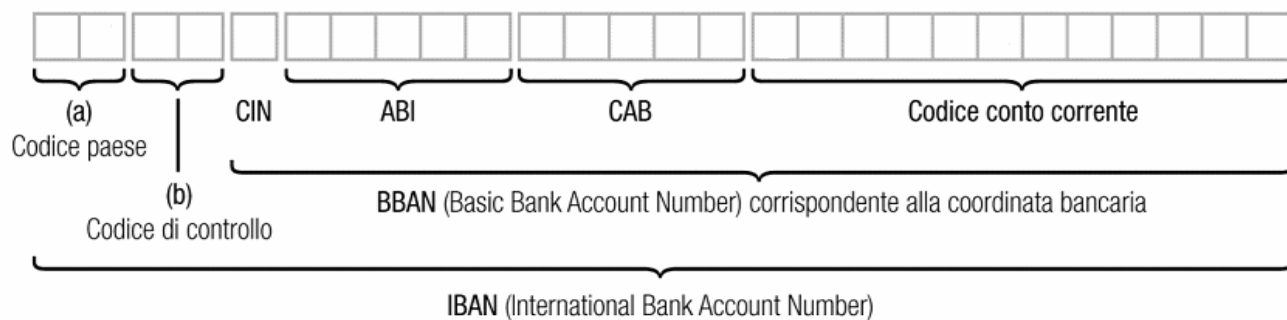 (a) CIN ABI CAB Codice conto corrente
Codice paese
(b)
Codice di controllo
BBAN (Basic Bank Account Number) corrispondente alla coordinata bancaria
IBAN (International Bank Account Number)